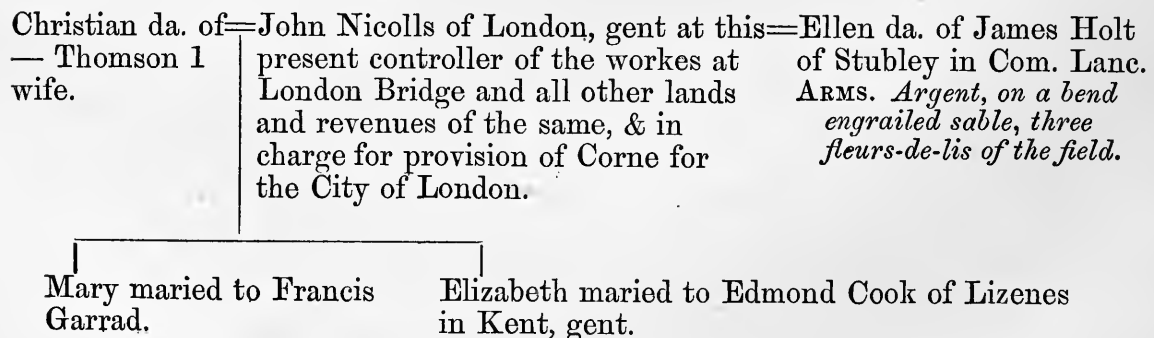 Christian da. of
— Thomson 1
wife.
John Nicolls of London, gent at this
present controller of the workes at
London Bridge and all other lands
and revenues of the same, & in
charge for provision of Corne for
the City of London.
Ellen da. of James Holt
of Stubley in Com. Lanc.
ARMS. Argent, on a bend
engrailed sable, three
fleurs-de-lis of the field.
Mary maried to Francis
Garrad.
Elizabeth maried to Edmond Cook of Lizenes
in Kent, gent.